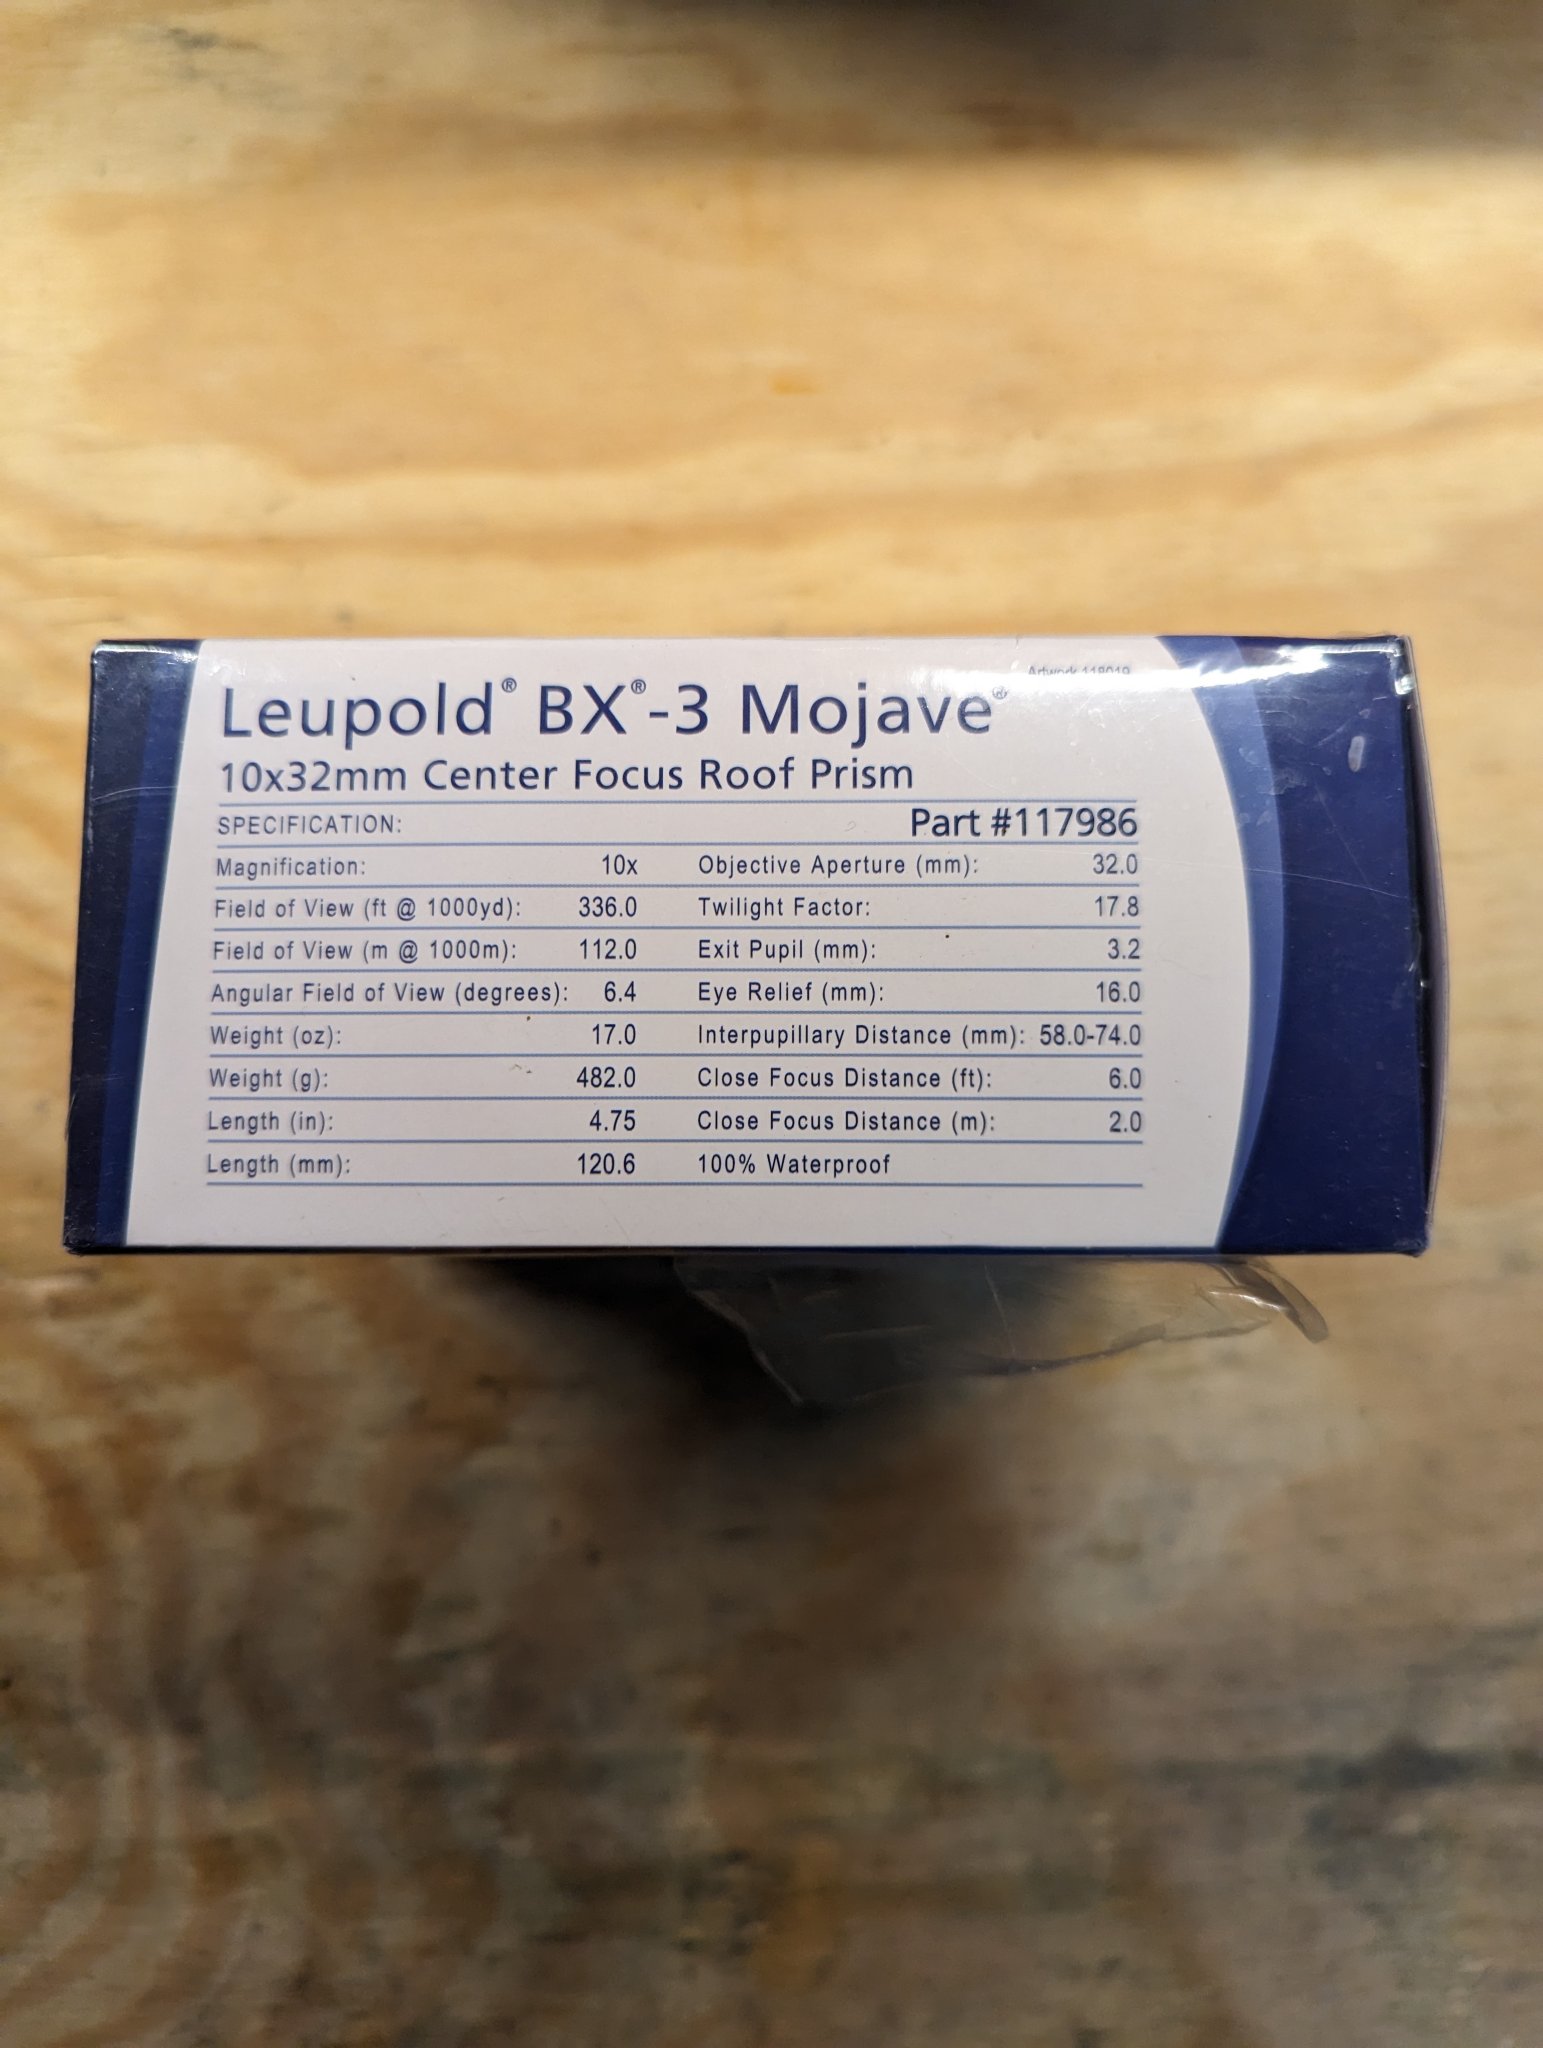 Artwork 118019
Leupold® BX®-3 Mojave®
10x32mm Center Focus Roof Prism
SPECIFICATION: Part #117986
Magnification: 10x Objective Aperture (mm): 32.0
Field of View (ft @ 1000yd): 336.0 Twilight Factor: 17.8
Field of View (m @ 1000m): 112.0 Exit Pupil (mm): 3.2
Angular Field of View (degrees): 6.4 Eye Relief (mm): 16.0
Weight (oz): 17.0 Interpupillary Distance (mm): 58.0-74.0
Weight (g): 482.0 Close Focus Distance (ft): 6.0
Length (in): 4.75 Close Focus Distance (m): 2.0
Length (mm): 120.6 100% Waterproof